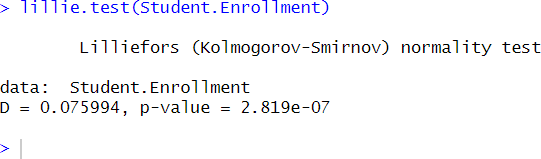 > lillie.test(Student.Enrollment)
Lilliefors (Kolmogorov-Smirnov) normality test
data:  Student.Enrollment
D = 0.075994, p-value = 2.819e-07
>